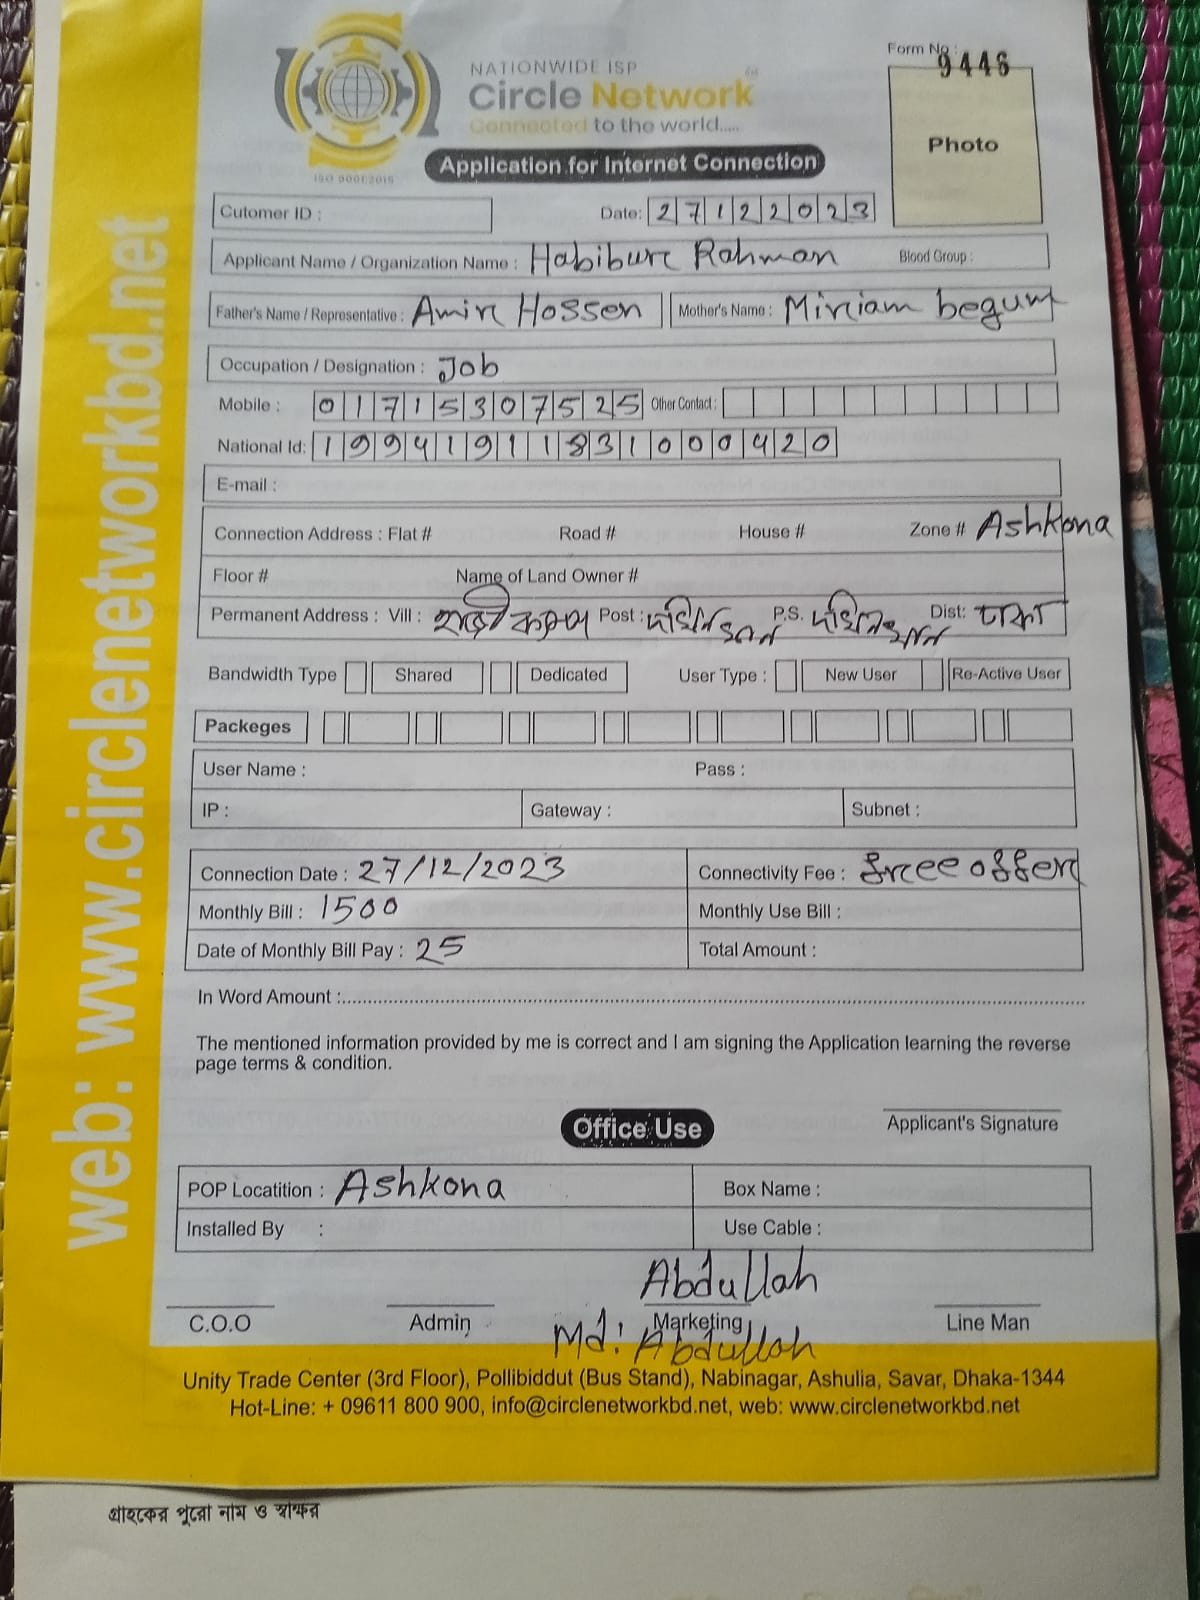 Form No : 9446
NATIONWIDE ISP
Circle Network
Connected to the world.....
ISO 9001:2015
Photo
Application for Internet Connection
Cutomer ID : Date: 27122023
Applicant Name / Organization Name : Habibur Rahman Blood Group :
Father's Name / Representative : Amir Hossen Mother's Name : Miriam begum
Occupation / Designation : Job
Mobile : 01715307525 Other Contact :
National Id: 19941911831000420
E-mail :
Connection Address : Flat # Road # House # Zone # Ashkona
Floor # Name of Land Owner #
Permanent Address : Vill : Post : P.S. Dist: ঢাকা
Bandwidth Type Shared Dedicated User Type : New User Re-Active User
Packeges
User Name : Pass :
IP : Gateway : Subnet :
Connection Date : 27/12/2023 Connectivity Fee : free offer
Monthly Bill : 1500 Monthly Use Bill :
Date of Monthly Bill Pay : 25 Total Amount :
In Word Amount :
The mentioned information provided by me is correct and I am signing the Application learning the reverse
page terms & condition.
Applicant's Signature
Office Use
POP Locatition : Ashkona Box Name :
Installed By : Use Cable :
Abdullah
C.O.O Admin Marketing Line Man
Md: Abdullah
Unity Trade Center (3rd Floor), Pollibiddut (Bus Stand), Nabinagar, Ashulia, Savar, Dhaka-1344
Hot-Line: + 09611 800 900, info@circlenetworkbd.net, web: www.circlenetworkbd.net
web: www.circlenetworkbd.net
গ্রাহকের পুরো নাম ও স্বাক্ষর